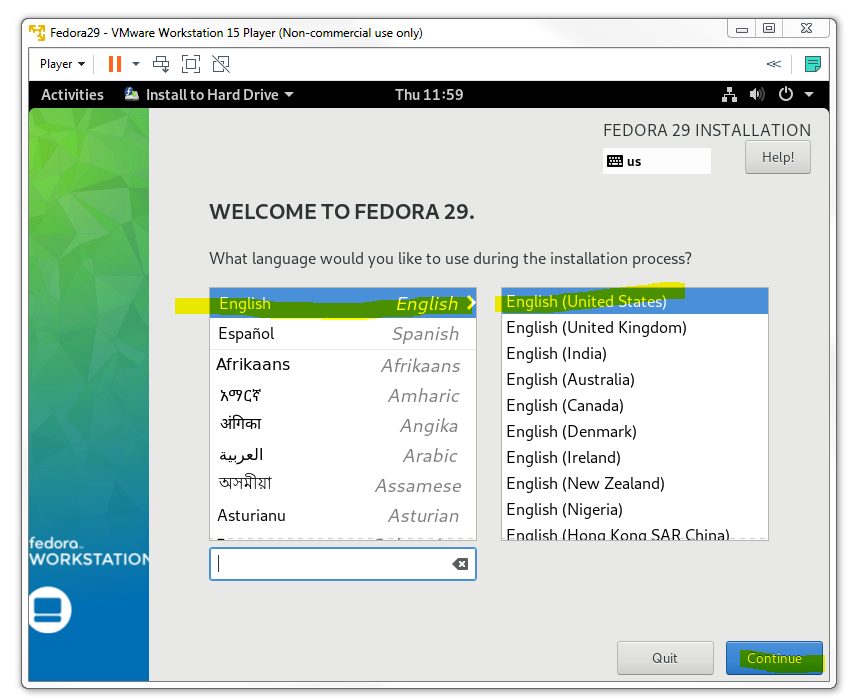 Fedora29 - VMware Workstation 15 Player (Non-commercial use only)
Player
Activities Install to Hard Drive Thu 11:59
FEDORA 29 INSTALLATION
us Help!
WELCOME TO FEDORA 29.
What language would you like to use during the installation process?
English English
Español Spanish
Afrikaans Afrikaans
አማርኛ Amharic
अंगिका Angika
العربية Arabic
অসমীয়া Assamese
Asturianu Asturian
English (United States)
English (United Kingdom)
English (India)
English (Australia)
English (Canada)
English (Denmark)
English (Ireland)
English (New Zealand)
English (Nigeria)
English (Hong Kong SAR China)
fedora
WORKSTATION
Quit Continue